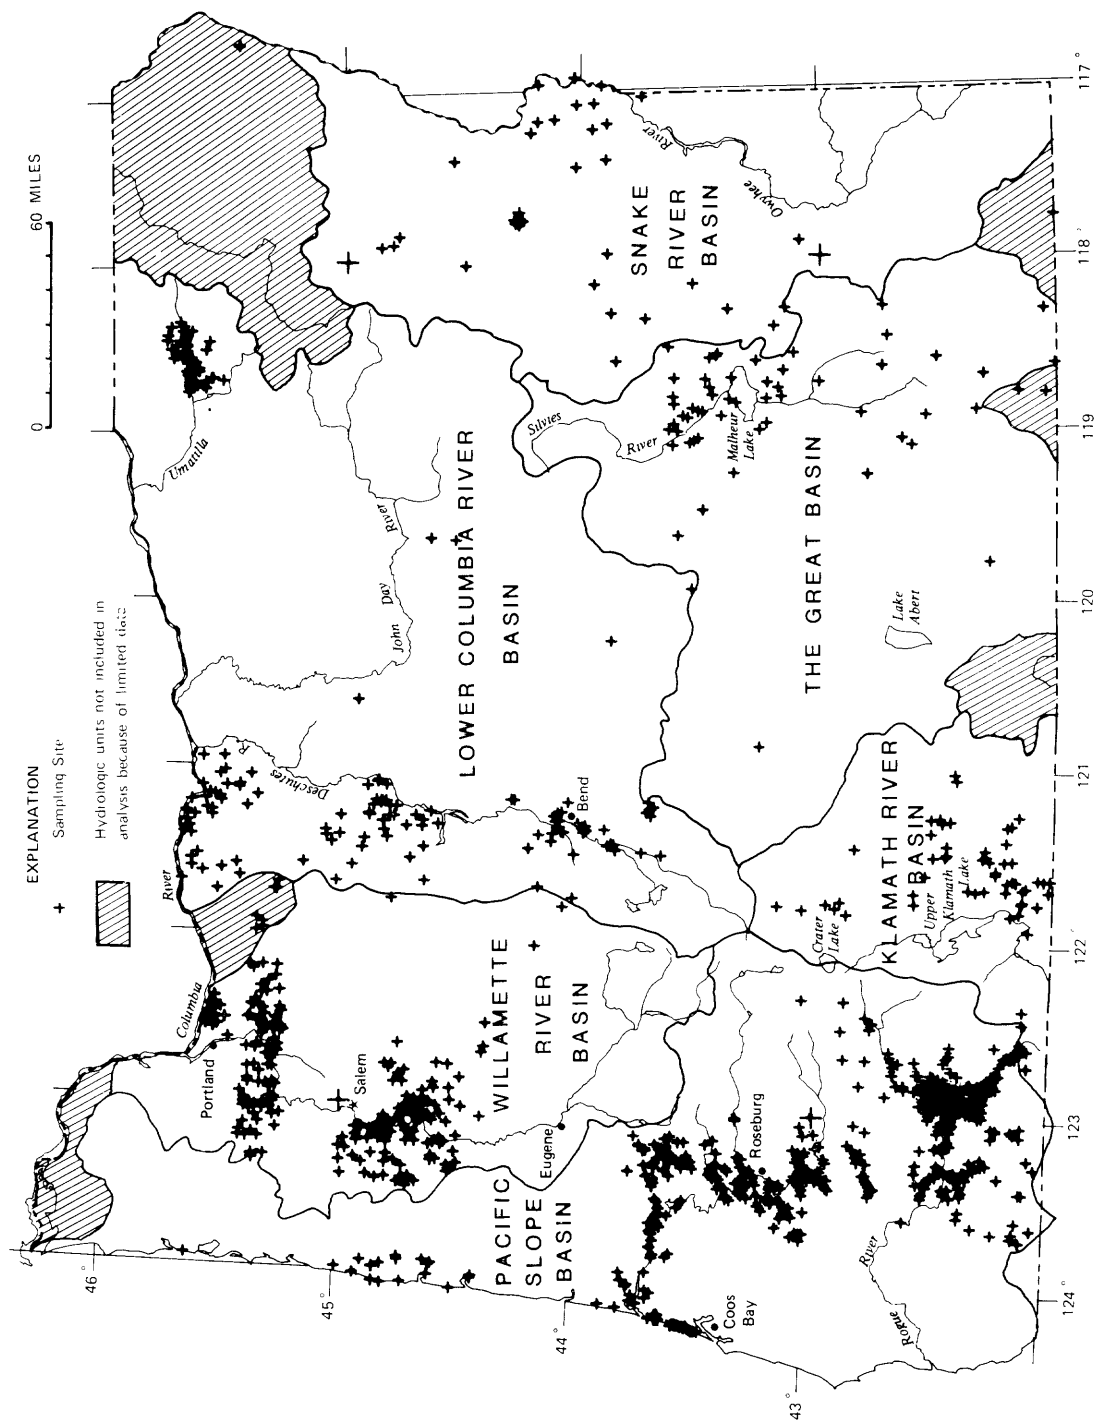 0 60 MILES
EXPLANATION
Sampling Site
Hydrologic units not included in
analysis because of limited data
46°
45°
44°
43°
124°
123
122
121
120
119
118°
117°
Columbia
River
Portland
Salem
Eugene
Roseburg
Coos
Bay
Bend
WILLAMETTE
RIVER
BASIN
PACIFIC
SLOPE
BASIN
LOWER COLUMBIA RIVER
BASIN
SNAKE
RIVER
BASIN
THE GREAT BASIN
KLAMATH RIVER
BASIN
Deschutes
R
John Day River
Umatilla
Silvies
River
Malheur
Lake
Owyhee
River
Lake
Abert
Crater
Lake
Upper
Klamath
Lake
Rogue
River